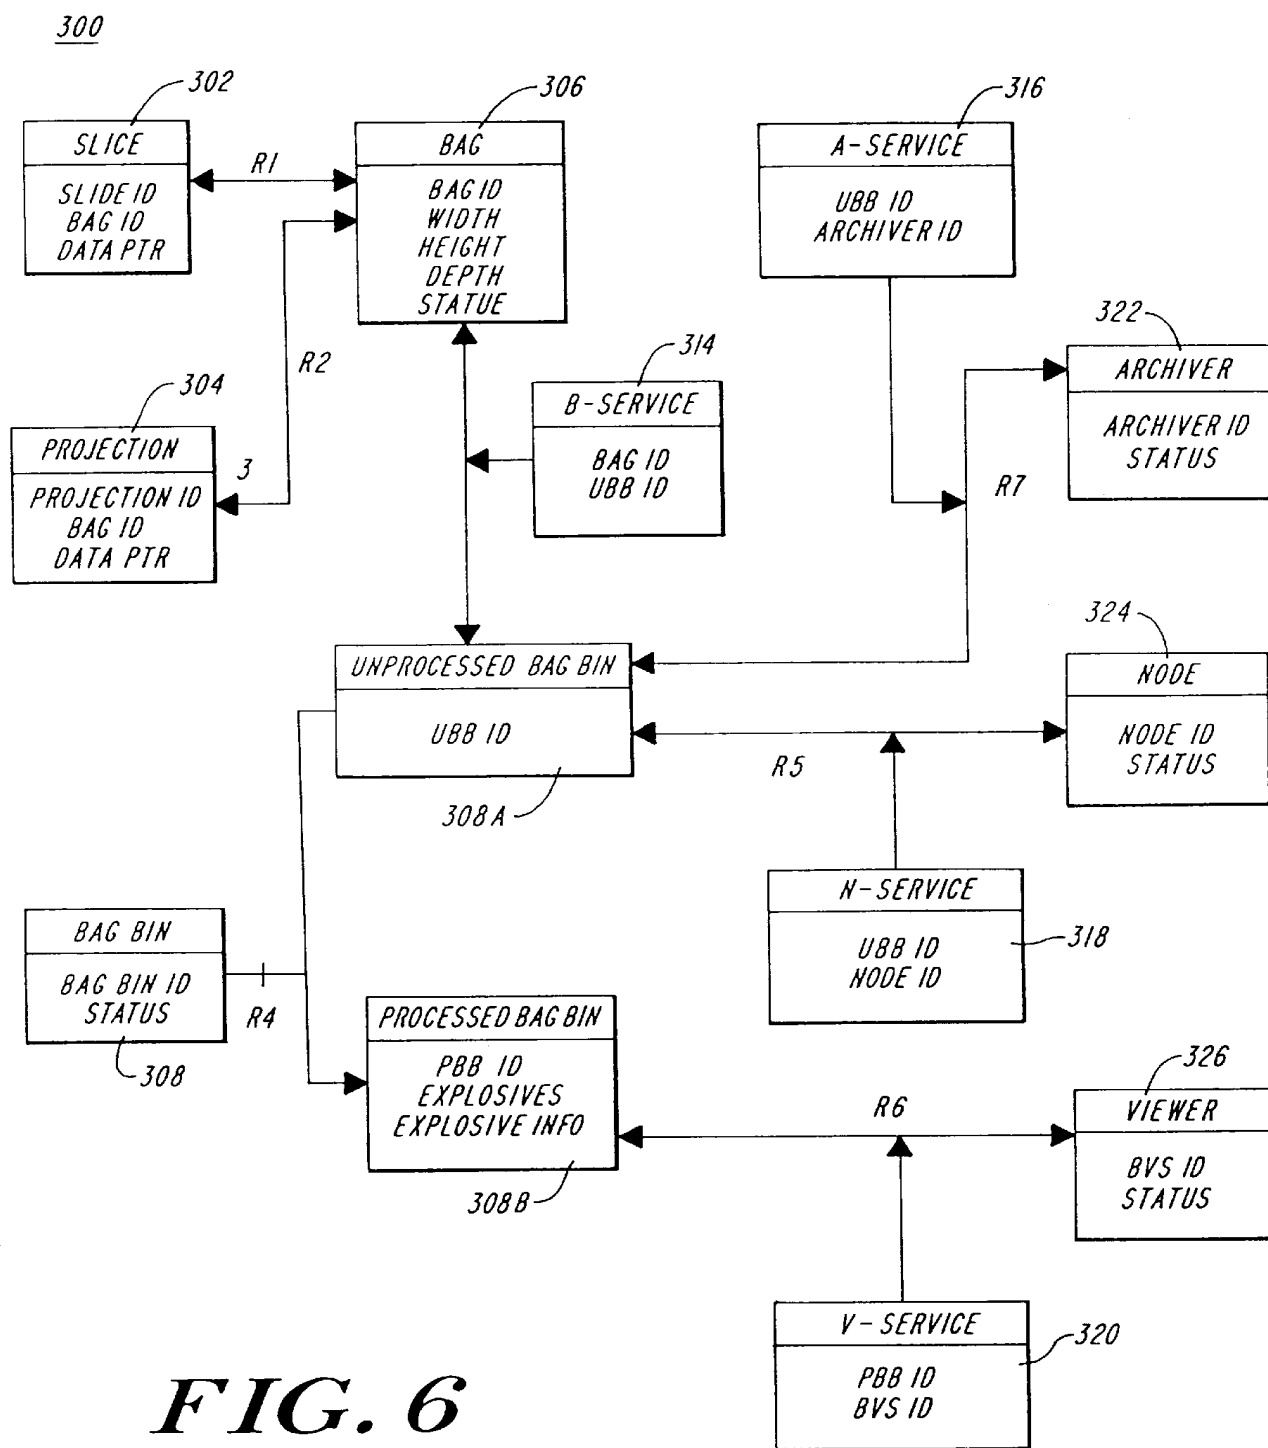 300
302
SLICE
SLIDE ID
BAG ID
DATA PTR
R1
306
BAG
BAG ID
WIDTH
HEIGHT
DEPTH
STATUE
316
A-SERVICE
UBB ID
ARCHIVER ID
R2
304
PROJECTION
PROJECTION ID
BAG ID
DATA PTR
3
314
B-SERVICE
BAG ID
UBB ID
322
ARCHIVER
ARCHIVER ID
STATUS
R7
UNPROCESSED BAG BIN
UBB ID
308A
R5
324
NODE
NODE ID
STATUS
N-SERVICE
UBB ID
NODE ID
318
BAG BIN
BAG BIN ID
STATUS
308
R4
PROCESSED BAG BIN
PBB ID
EXPLOSIVES
EXPLOSIVE INFO
308B
R6
326
VIEWER
BVS ID
STATUS
V-SERVICE
PBB ID
BVS ID
320
FIG. 6